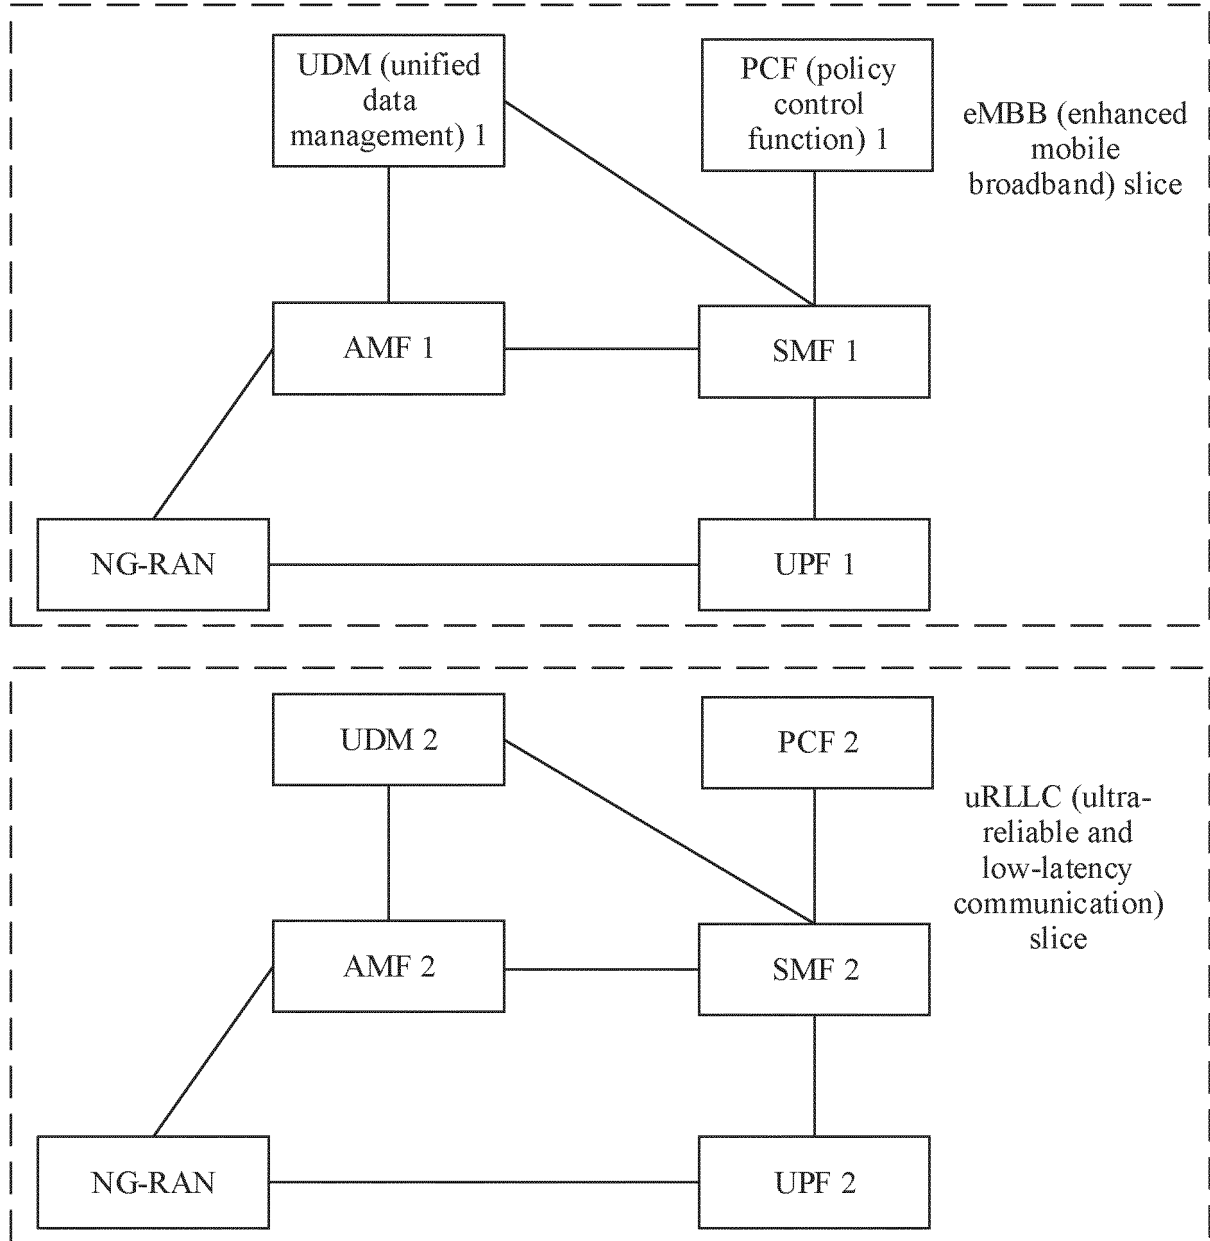 UDM (unified
data
management) 1
PCF (policy
control
function) 1
eMBB (enhanced
mobile
broadband) slice
AMF 1
SMF 1
NG-RAN
UPF 1
UDM 2
PCF 2
uRLLC (ultra-
reliable and
low-latency
communication)
slice
AMF 2
SMF 2
NG-RAN
UPF 2